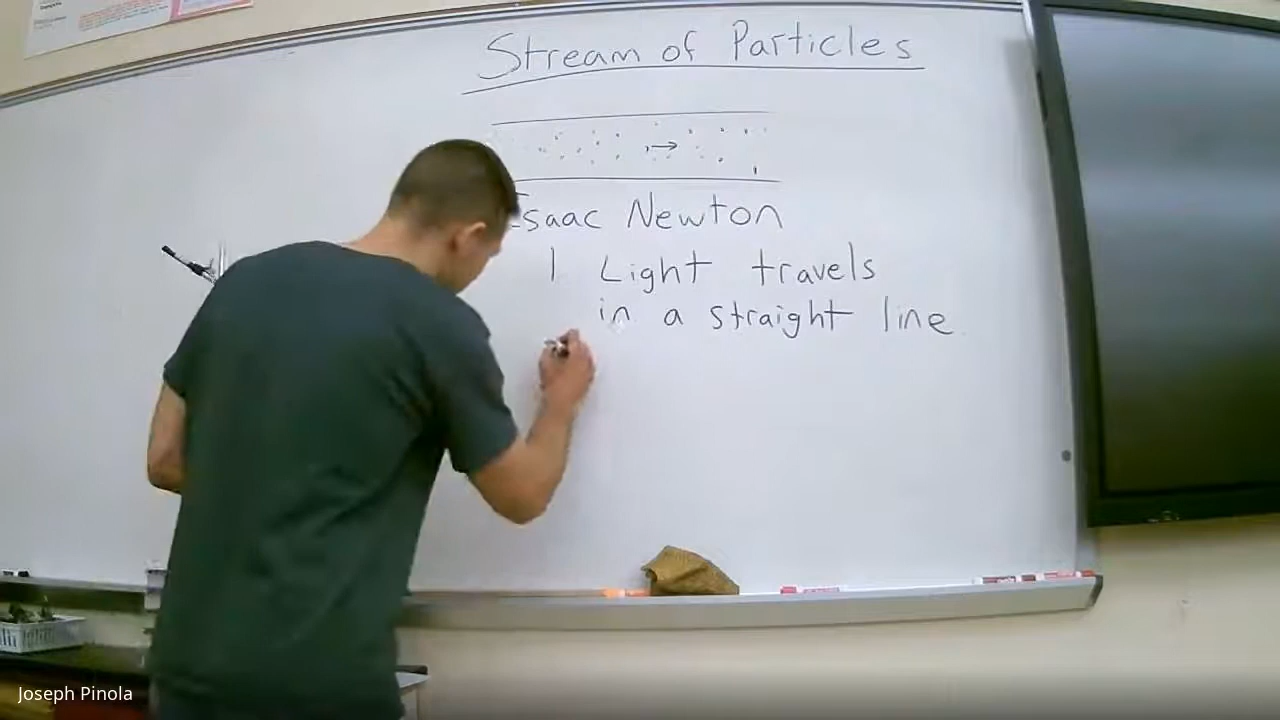 Stream of Particles
Isaac Newton
1 Light travels
in a straight line
Joseph Pinola